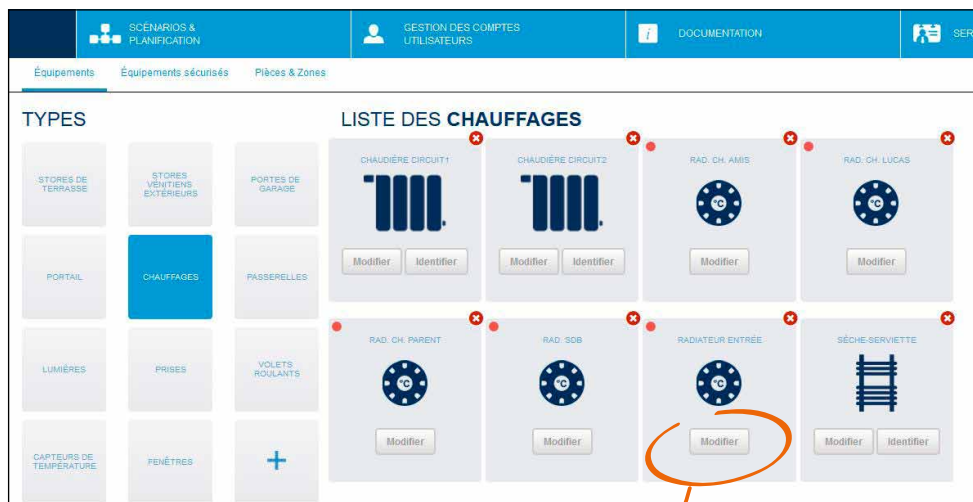 SCÉNARIOS &
PLANIFICATION
GESTION DES COMPTES
UTILISATEURS
i
DOCUMENTATION
SER
Équipements
Équipements sécurisés
Pièces & Zones
TYPES
STORES DE
TERRASSE
STORES
VÉNITIENS
EXTÉRIEURS
PORTES DE
GARAGE
PORTAIL
CHAUFFAGES
PASSERELLES
LUMIÈRES
PRISES
VOLETS
ROULANTS
CAPTEURS DE
TEMPÉRATURE
FENÊTRES
+
LISTE DES CHAUFFAGES
CHAUDIÈRE CIRCUIT1
Modifier
Identifier
CHAUDIÈRE CIRCUIT2
Modifier
Identifier
RAD. CH. AMIS
°C
Modifier
RAD. CH. LUCAS
°C
Modifier
RAD. CH. PARENT
°C
Modifier
RAD. SDB
°C
Modifier
RADIATEUR ENTRÉE
°C
Modifier
SÈCHE-SERVIETTE
Modifier
Identifier